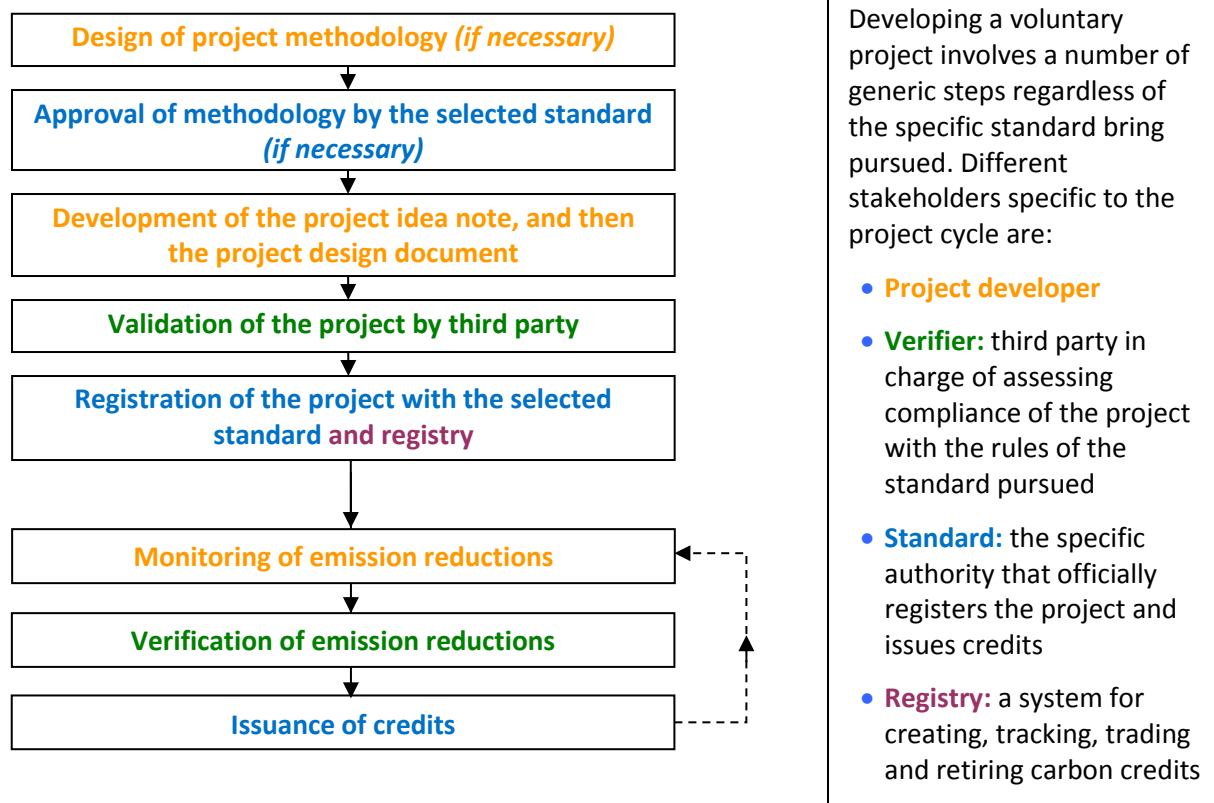 Design of project methodology (if necessary)
Approval of methodology by the selected standard
(if necessary)
Development of the project idea note, and then
the project design document
Validation of the project by third party
Registration of the project with the selected
standard and registry
Monitoring of emission reductions
Verification of emission reductions
Issuance of credits
Developing a voluntary
project involves a number of
generic steps regardless of
the specific standard bring
pursued. Different
stakeholders specific to the
project cycle are:
• Project developer
• Verifier: third party in
charge of assessing
compliance of the project
with the rules of the
standard pursued
• Standard: the specific
authority that officially
registers the project and
issues credits
• Registry: a system for
creating, tracking, trading
and retiring carbon credits